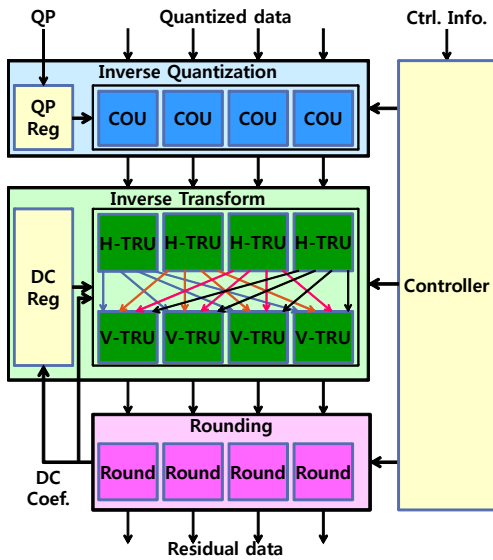 QP
Quantized data
Ctrl. Info.
Inverse Quantization
QP
Reg
COU
COU
COU
COU
Inverse Transform
DC
Reg
H-TRU
H-TRU
H-TRU
H-TRU
V-TRU
V-TRU
V-TRU
V-TRU
Controller
Rounding
Round
Round
Round
Round
DC
Coef.
Residual data